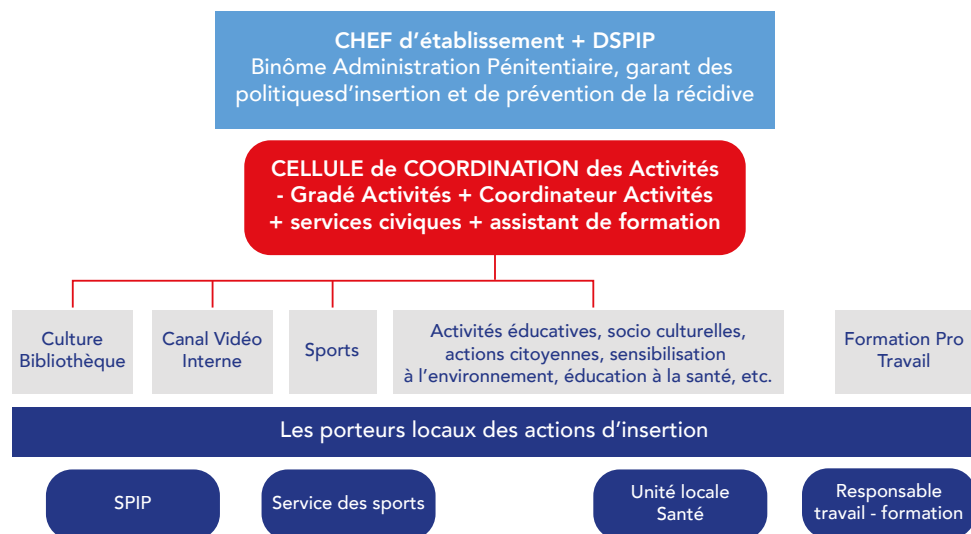 CHEF d'établissement + DSPIP
Binôme Administration Pénitentiaire, garant des
politiquesd'insertion et de prévention de la récidive
CELLULE de COORDINATION des Activités
- Gradé Activités + Coordinateur Activités
+ services civiques + assistant de formation
Culture
Bibliothèque
Canal Vidéo
Interne
Sports
Activités éducatives, socio culturelles,
actions citoyennes, sensibilisation
à l'environnement, éducation à la santé, etc.
Formation Pro
Travail
Les porteurs locaux des actions d'insertion
SPIP
Service des sports
Unité locale
Santé
Responsable
travail - formation